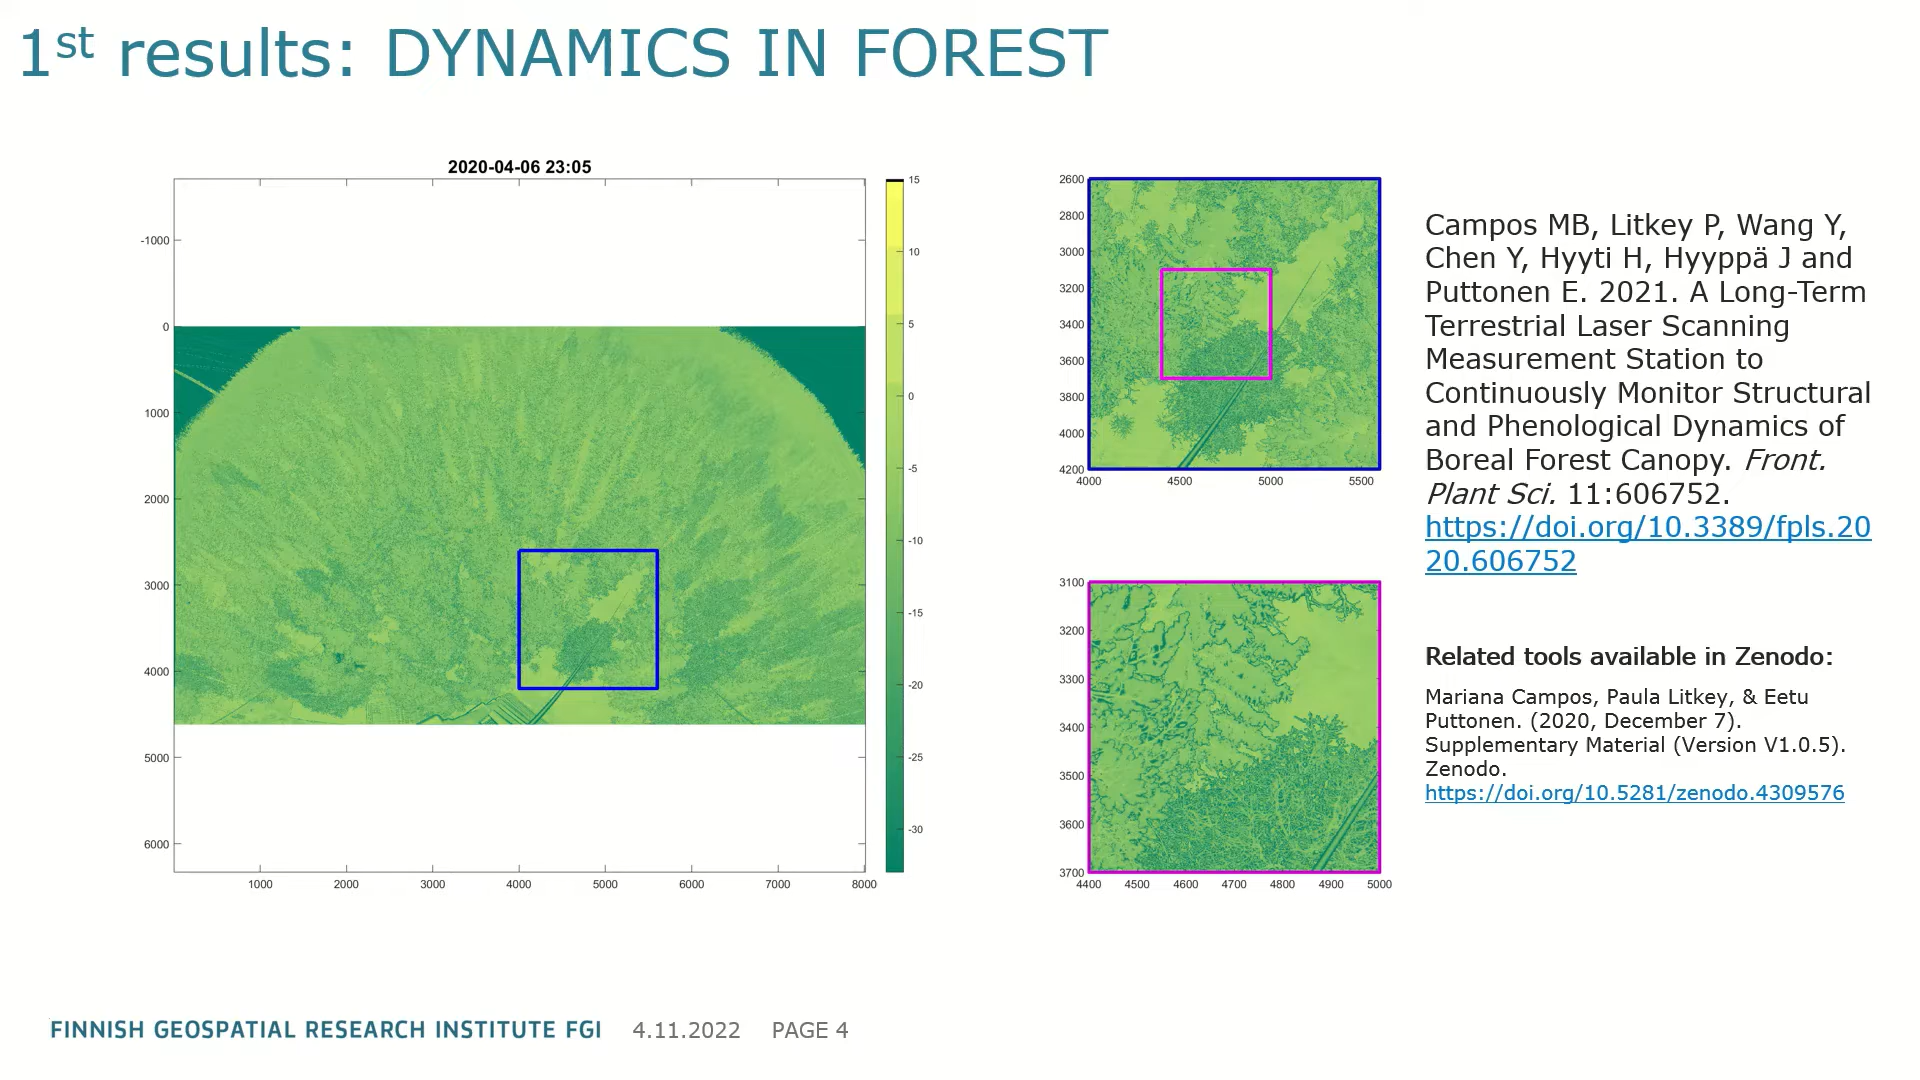 1st results: DYNAMICS IN FOREST
2020-04-06 23:05
-1000
0
1000
2000
3000
4000
5000
6000
1000 2000 3000 4000 5000 6000 7000 8000
15
10
5
0
-5
-10
-15
-20
-25
-30
2600
2800
3000
3200
3400
3600
3800
4000
4200
4000 4500 5000 5500
3100
3200
3300
3400
3500
3600
3700
4400 4500 4600 4700 4800 4900 5000
Campos MB, Litkey P, Wang Y,
Chen Y, Hyyti H, Hyyppä J and
Puttonen E. 2021. A Long-Term
Terrestrial Laser Scanning
Measurement Station to
Continuously Monitor Structural
and Phenological Dynamics of
Boreal Forest Canopy. Front.
Plant Sci. 11:606752.
https://doi.org/10.3389/fpls.20
20.606752
Related tools available in Zenodo:
Mariana Campos, Paula Litkey, & Eetu
Puttonen. (2020, December 7).
Supplementary Material (Version V1.0.5).
Zenodo.
https://doi.org/10.5281/zenodo.4309576
FINNISH GEOSPATIAL RESEARCH INSTITUTE FGI 4.11.2022 PAGE 4